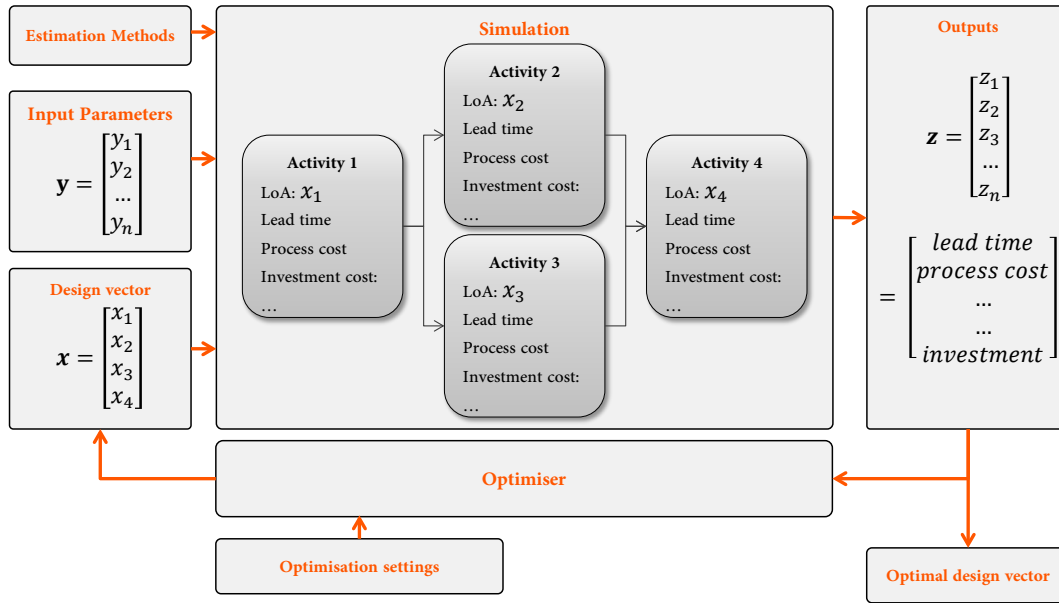 Estimation Methods
Input Parameters
y =
y1
y2
...
yn
Design vector
x =
x1
x2
x3
x4
Simulation
Activity 1
LoA: x1
Lead time
Process cost
Investment cost:
...
Activity 2
LoA: x2
Lead time
Process cost
Investment cost:
...
Activity 3
LoA: x3
Lead time
Process cost
Investment cost:
...
Activity 4
LoA: x4
Lead time
Process cost
Investment cost:
...
Outputs
z =
z1
z2
z3
...
zn
=
lead time
process cost
...
...
investment
Optimiser
Optimisation settings
Optimal design vector